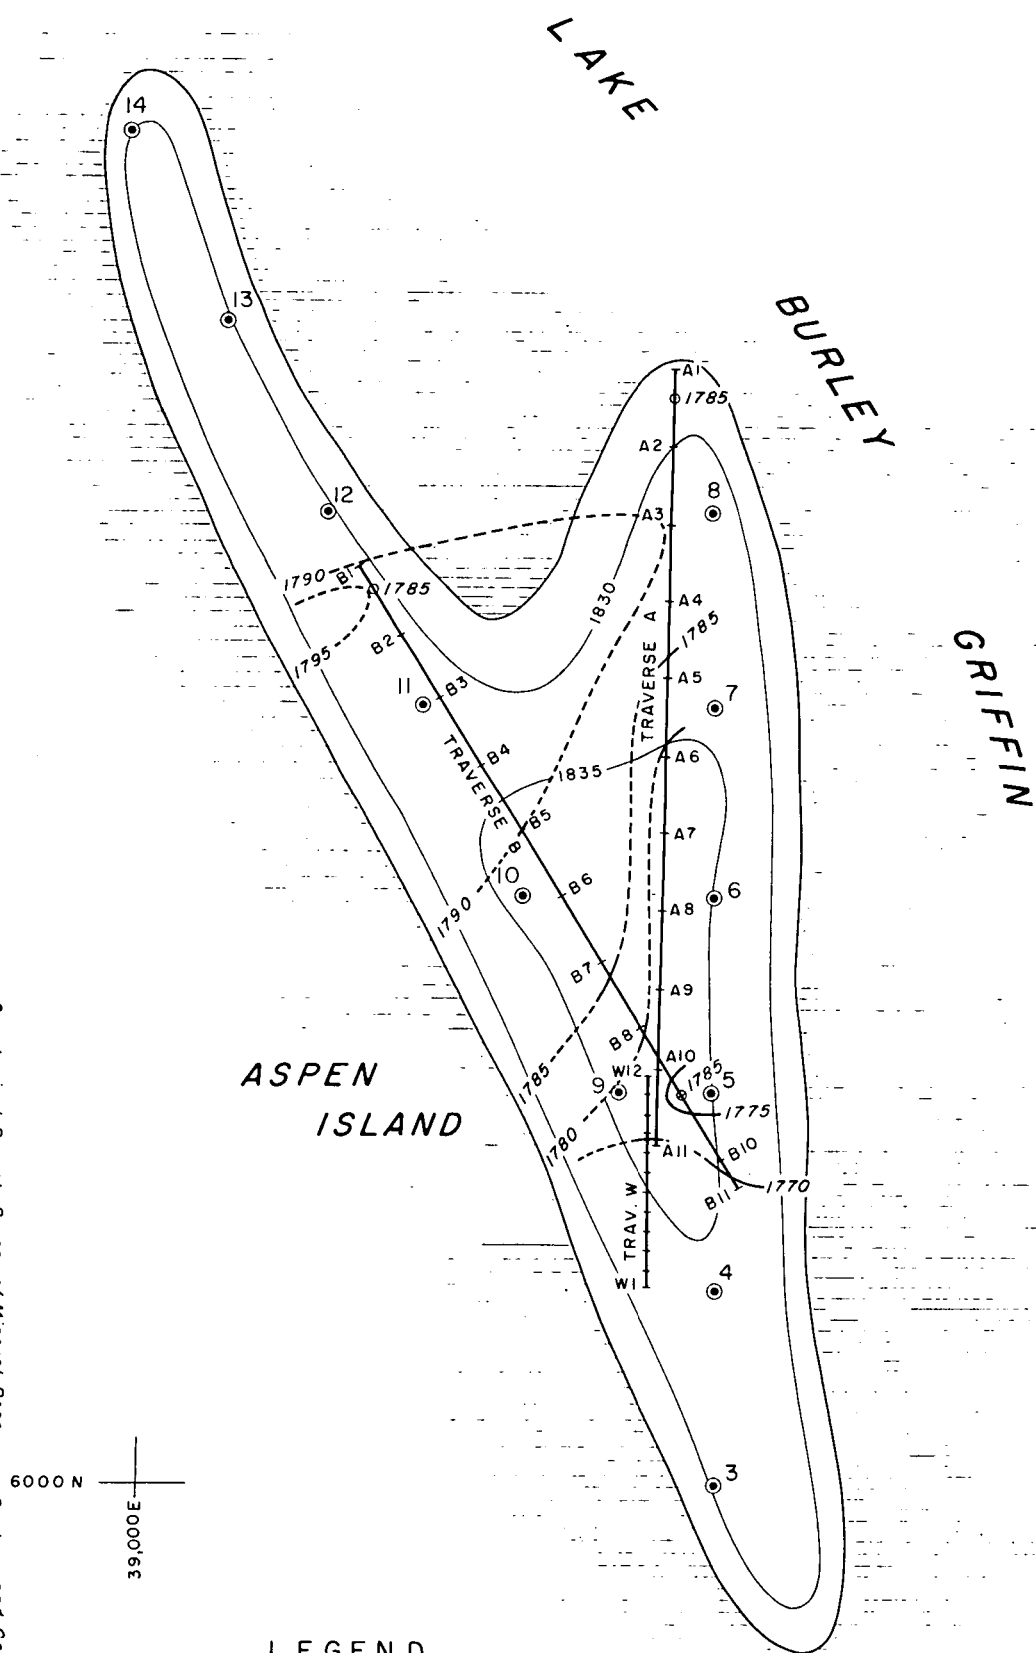 LAKE
14
13
BURLEY
A1
1785
A2
12
8
A3
1790
B1
1785
1830
A4
A
1785
B2
1795
TRAVERSE
A5
11
B3
7
GRIFFIN
TRAVERSE
B4
1835
A6
B5
B
A7
10
B6
6
1790
A8
B7
A9
B8
ASPEN
ISLAND
A10
W12
1785
9
1785
5
1775
1780
A11
B10
B11
1770
TRAV. W
4
W1
6000 N
3
39,000E
LEGEND